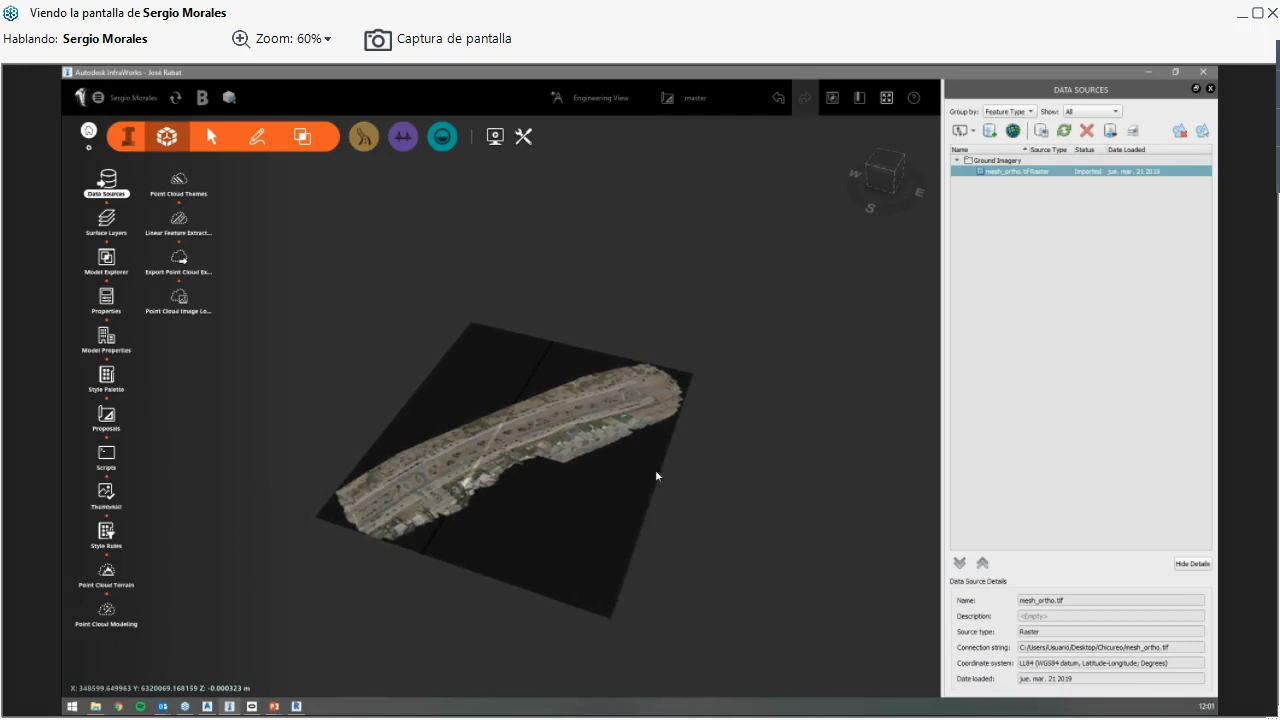 Viendo la pantalla de Sergio Morales
Hablando: Sergio Morales
Zoom: 60%
Captura de pantalla
Autodesk InfraWorks - José Rabat
Sergio Morales
Engineering View
master
Data Sources
Point Cloud Themes
Surface Layers
Linear Feature Extract...
Model Explorer
Export Point Cloud Ex...
Properties
Point Cloud Image Lo...
Model Properties
Style Palette
Proposals
Scripts
Thumbnail
Style Rules
Point Cloud Terrain
Point Cloud Modeling
W
S
E
X: 348599.649963 Y: 6320069.168159 Z: -0.000323 m
DATA SOURCES
Group by: Feature Type Show: All
Name Source Type Status Date Loaded
Ground Imagery
mesh_ortho.tif Raster Imported jue. mar. 21 2019
Hide Details
Data Source Details
Name: mesh_ortho.tif
Description: <Empty>
Source type: Raster
Connection string: C:/Users/Usuario/Desktop/Chicureo/mesh_ortho.tif
Coordinate system: LL84 (WGS84 datum, Latitude-Longitude; Degrees)
Date loaded: jue. mar. 21 2019
12:01